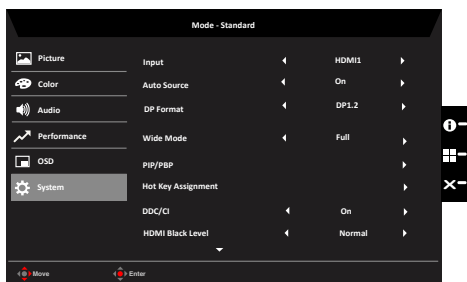 Mode - Standard
Picture
Color
Audio
Performance
OSD
System
Input HDMI1
Auto Source On
DP Format DP1.2
Wide Mode Full
PIP/PBP
Hot Key Assignment
DDC/CI On
HDMI Black Level Normal
Move Enter